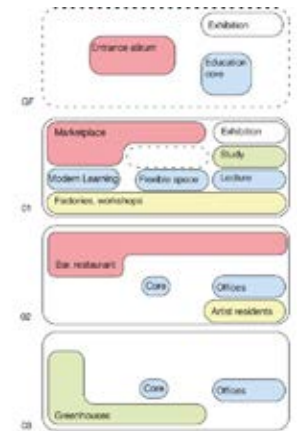 Exhibition
Entrance atrium
Education
core
GF
Marketplace
Exhibition
Study
Modern Learning
Flexible space
Lecture
Factories, workshops
01
Bar, restaurant
Core
Offices
Artist residents
02
Core
Offices
Greenhouses
03